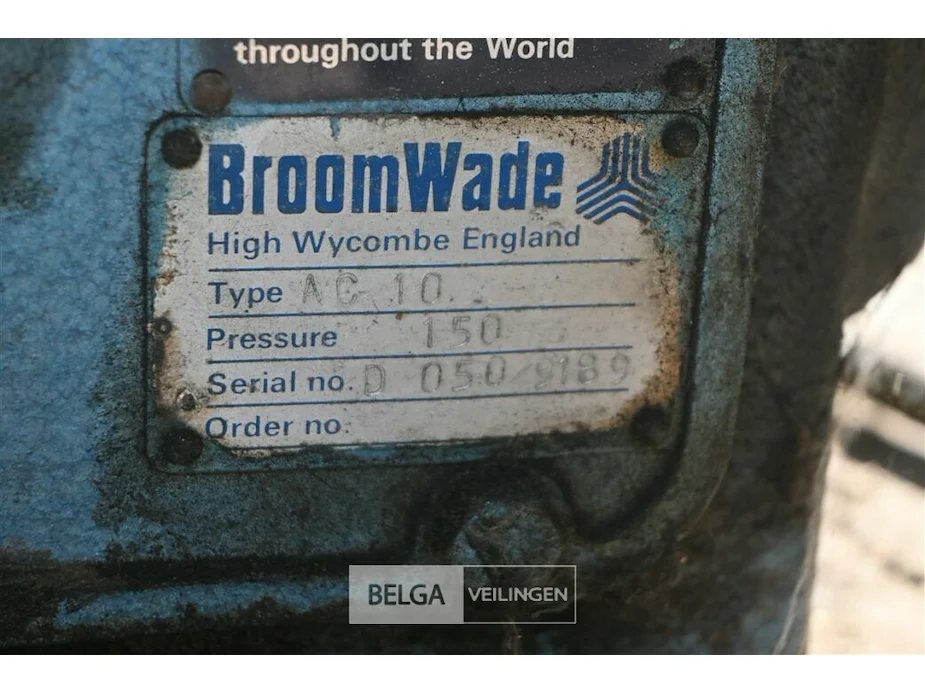 throughout the World
BroomWade
High Wycombe England
Type AC 10
Pressure 150
Serial no. D 050/9189
Order no.
BELGA VEILINGEN